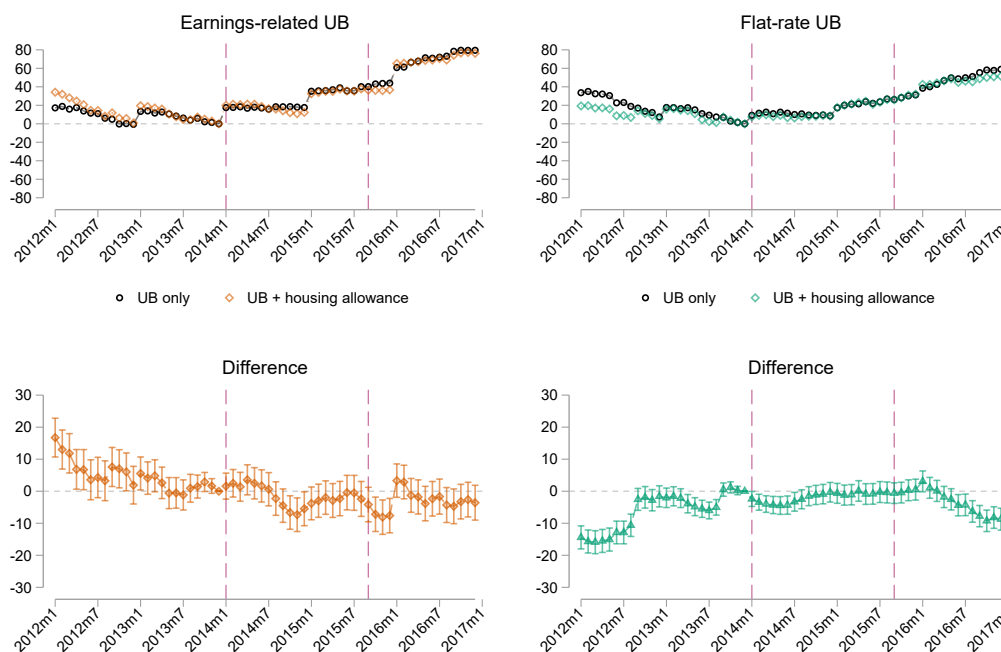 Earnings-related UB
80
60
40
20
0
-20
-40
-60
-80
2012m1
2012m7
2013m1
2013m7
2014m1
2014m7
2015m1
2015m7
2016m1
2016m7
2017m1
UB only
UB + housing allowance
Flat-rate UB
80
60
40
20
0
-20
-40
-60
-80
2012m1
2012m7
2013m1
2013m7
2014m1
2014m7
2015m1
2015m7
2016m1
2016m7
2017m
UB only
UB + housing allowance
Difference
30
20
10
0
-10
-20
-30
2012m1
2012m7
2013m1
2013m7
2014m1
2014m7
2015m1
2015m7
2016m1
2016m7
2017m1
Difference
30
20
10
0
-10
-20
-30
2012m1
2012m7
2013m1
2013m7
2014m1
2014m7
2015m1
2015m7
2016m1
2016m7
2017m